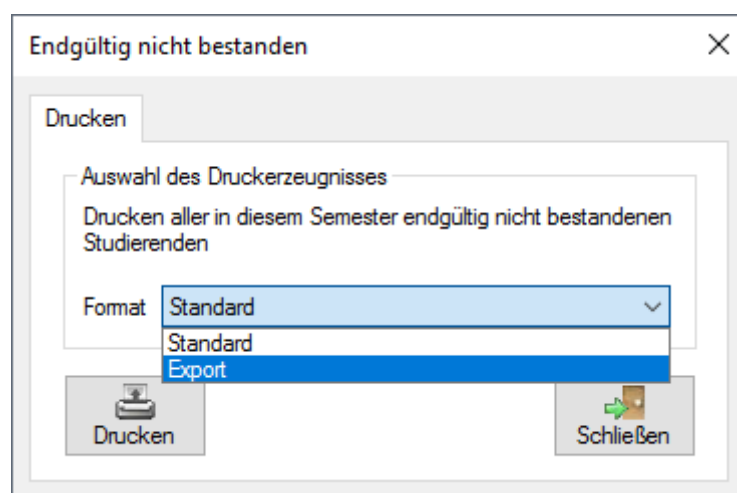 Endgültig nicht bestanden
Drucken
Auswahl des Druckerzeugnisses
Drucken aller in diesem Semester endgültig nicht bestandenen
Studierenden
Format Standard
Standard
Export
Drucken Schließen